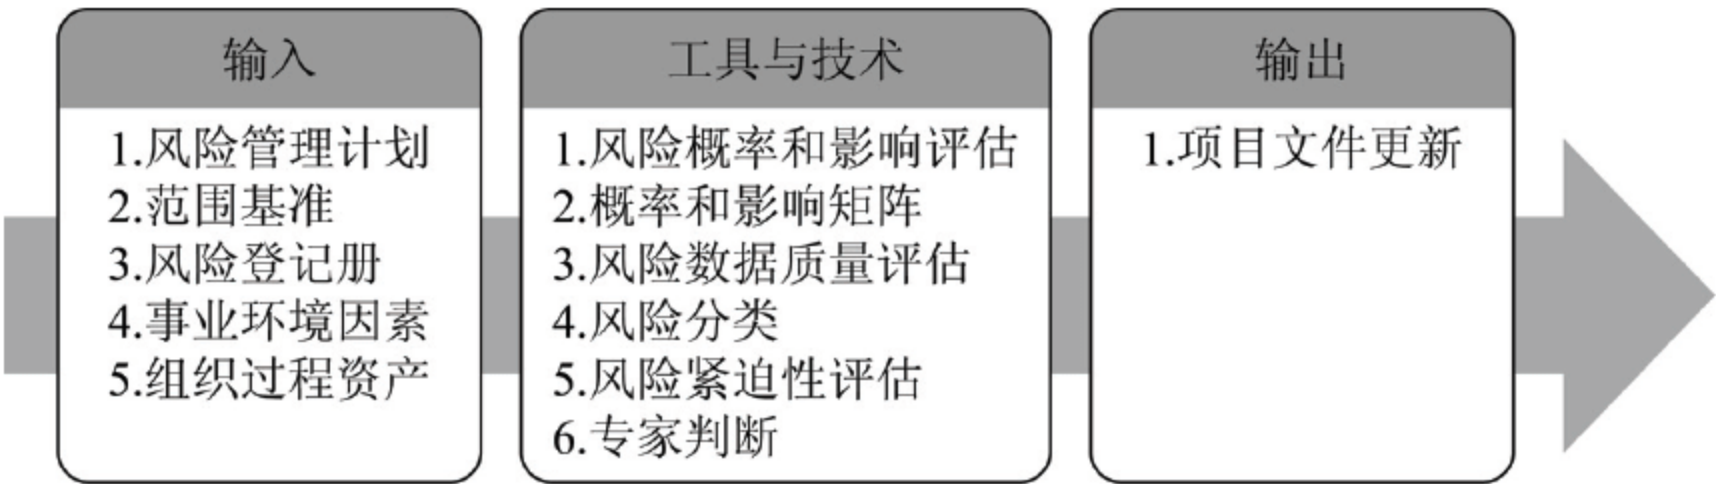 输入
1.风险管理计划
2.范围基准
3.风险登记册
4.事业环境因素
5.组织过程资产
工具与技术
1.风险概率和影响评估
2.概率和影响矩阵
3.风险数据质量评估
4.风险分类
5.风险紧迫性评估
6.专家判断
输出
1.项目文件更新